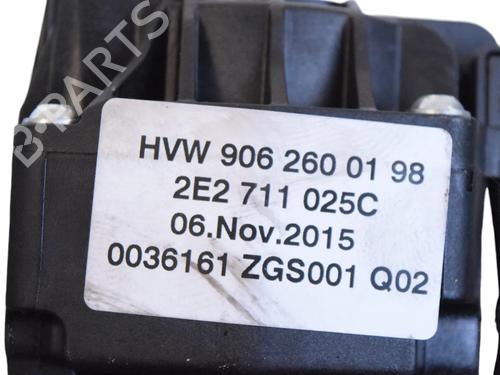 B-PARTS
HVW 906 260 01 98
2E2 711 025C
06.Nov.2015
0036161 ZGS001 Q02